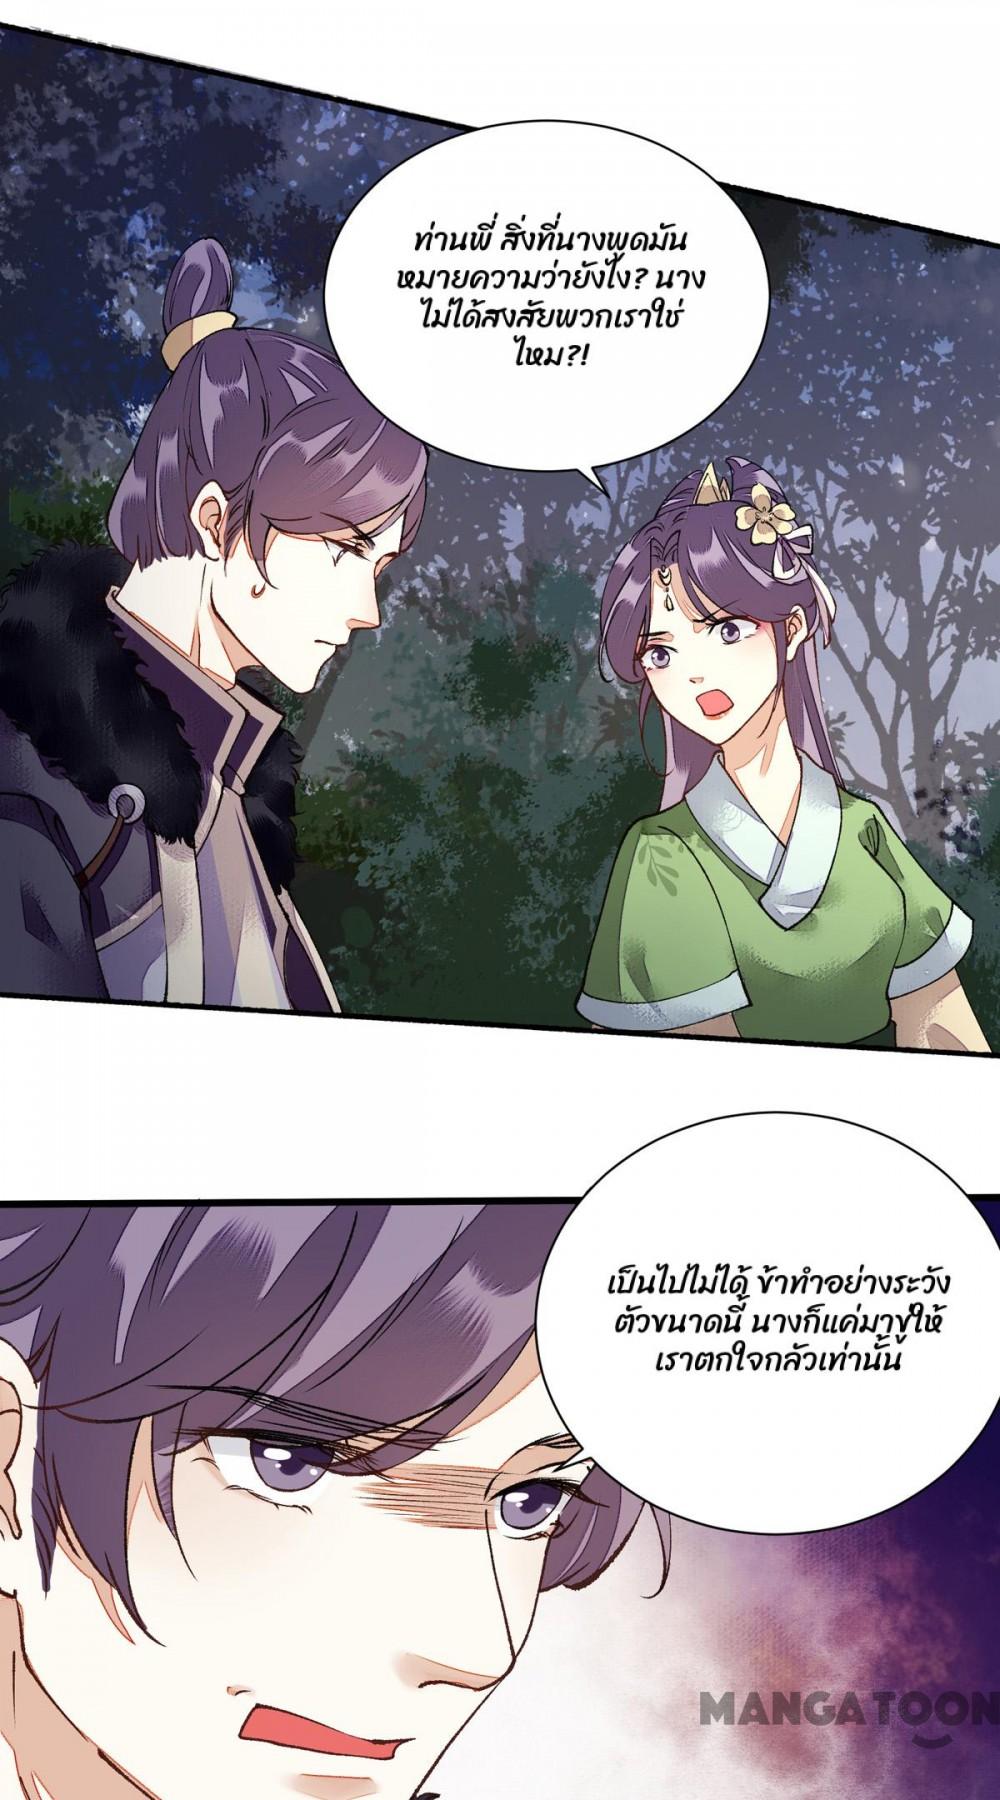 ท่านพี่ สิ่งที่นางพูดมัน
หมายความว่ายังไง? นาง
ไม่ได้สงสัยพวกเราใช่
ไหม?!
เป็นไปไม่ได้ ข้าทำอย่างระวัง
ตัวขนาดนี้ นางก็แค่มาขู่ให้
เราตกใจกลัวเท่านั้น
MANGATOON